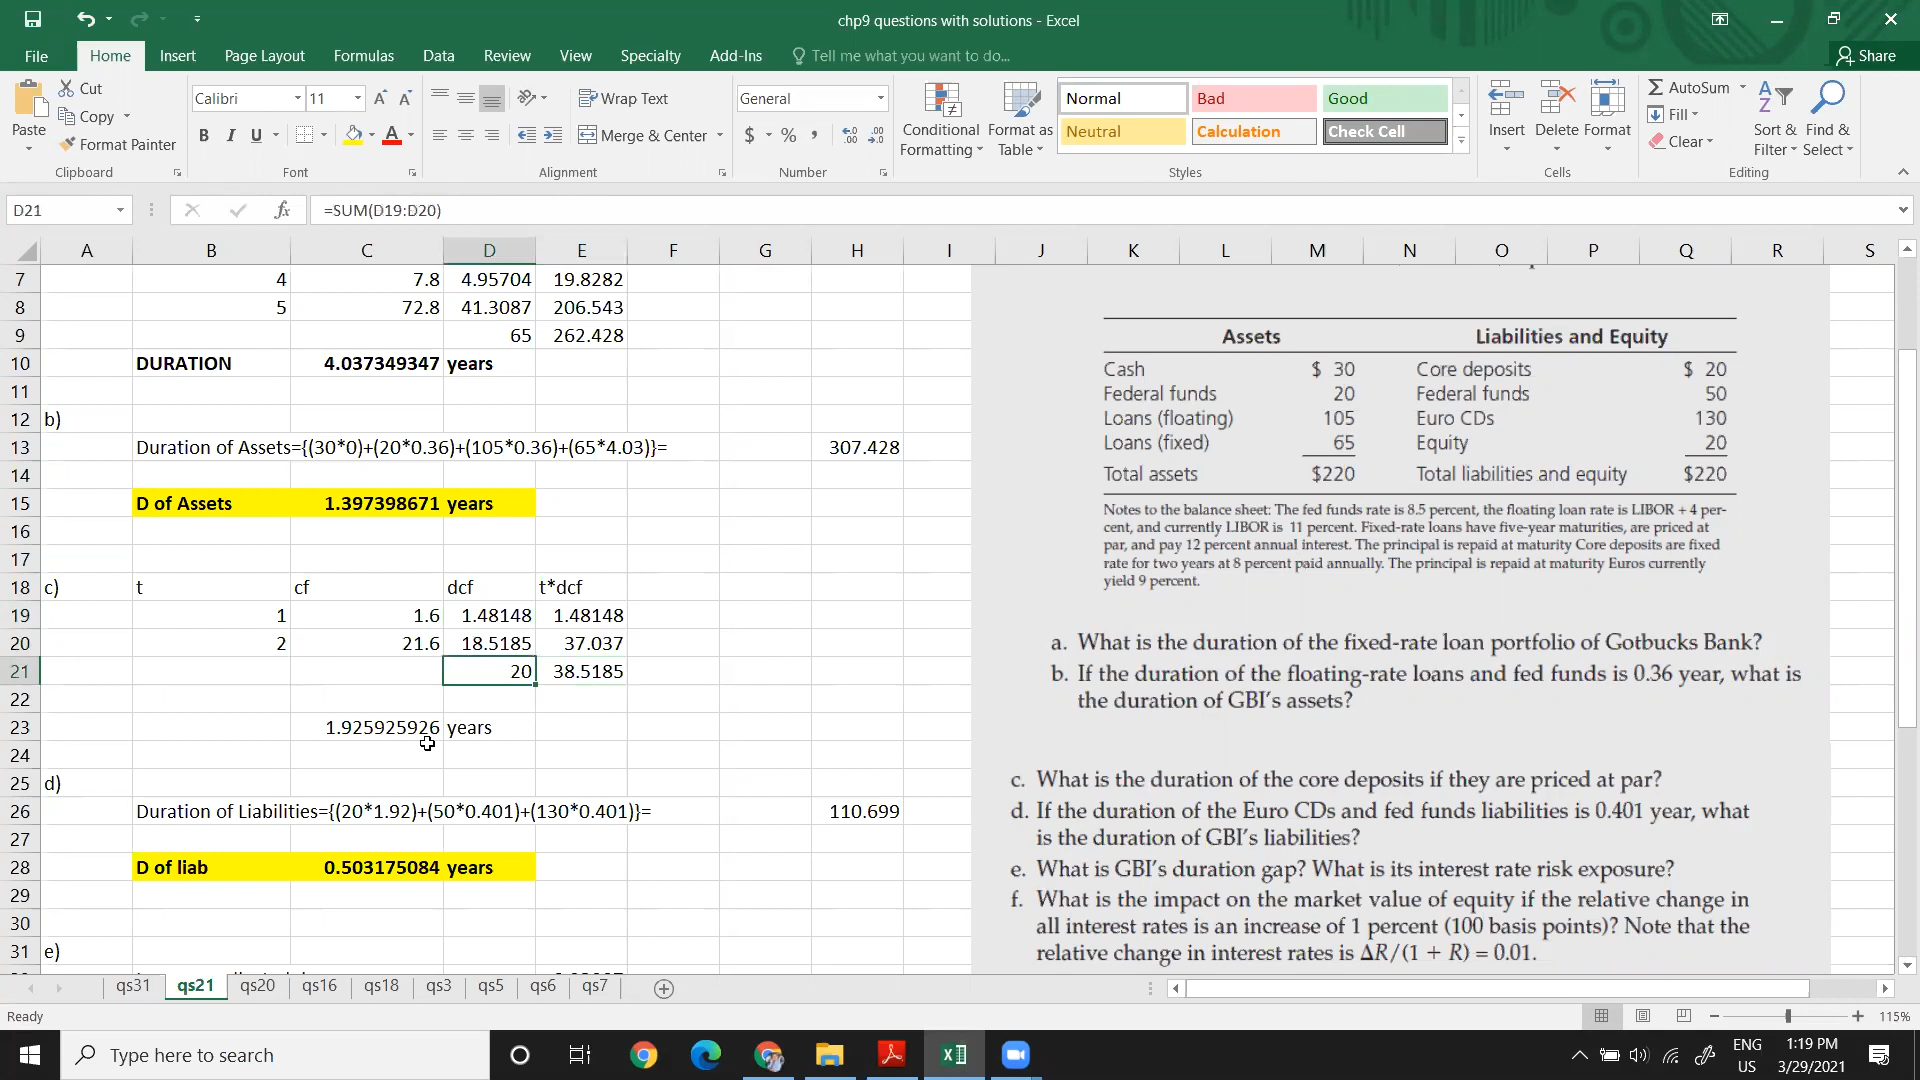 chp9 questions with solutions - Excel
File Home Insert Page Layout Formulas Data Review View Specialty Add-Ins Tell me what you want to do... Share
Paste Cut Copy Format Painter Clipboard
Calibri 11 B I U Font
Wrap Text Merge & Center Alignment
General $ % , Number
Conditional Formatting Format as Table
Normal Bad Good
Neutral Calculation Check Cell
Styles
Insert Delete Format
Cells
AutoSum Fill Clear Sort & Filter Find & Select
Editing
D21 fx =SUM(D19:D20)
A B C D E F G H I J K L M N O P Q R S
7 4 7.8 4.95704 19.8282
8 5 72.8 41.3087 206.543
9 65 262.428
10 DURATION 4.037349347 years
11
12 b)
13 Duration of Assets={(30*0)+(20*0.36)+(105*0.36)+(65*4.03)}= 307.428
14
15 D of Assets 1.397398671 years
16
17
18 c) t cf dcf t*dcf
19 1 1.6 1.48148 1.48148
20 2 21.6 18.5185 37.037
21 20 38.5185
22
23 1.925925926 years
24
25 d)
26 Duration of Liabilities={(20*1.92)+(50*0.401)+(130*0.401)}= 110.699
27
28 D of liab 0.503175084 years
29
30
31 e)
Assets Liabilities and Equity
Cash $ 30 Core deposits $ 20
Federal funds 20 Federal funds 50
Loans (floating) 105 Euro CDs 130
Loans (fixed) 65 Equity 20
Total assets $220 Total liabilities and equity $220
Notes to the balance sheet: The fed funds rate is 8.5 percent, the floating loan rate is LIBOR + 4 per-
cent, and currently LIBOR is 11 percent. Fixed-rate loans have five-year maturities, are priced at
par, and pay 12 percent annual interest. The principal is repaid at maturity Core deposits are fixed
rate for two years at 8 percent paid annually. The principal is repaid at maturity Euros currently
yield 9 percent.
a. What is the duration of the fixed-rate loan portfolio of Gotbucks Bank?
b. If the duration of the floating-rate loans and fed funds is 0.36 year, what is
the duration of GBI's assets?
c. What is the duration of the core deposits if they are priced at par?
d. If the duration of the Euro CDs and fed funds liabilities is 0.401 year, what
is the duration of GBI's liabilities?
e. What is GBI's duration gap? What is its interest rate risk exposure?
f. What is the impact on the market value of equity if the relative change in
all interest rates is an increase of 1 percent (100 basis points)? Note that the
relative change in interest rates is ΔR/(1 + R) = 0.01.
qs31 qs21 qs20 qs16 qs18 qs3 qs5 qs6 qs7
Ready 115%
Type here to search
ENG US
1:19 PM
3/29/2021